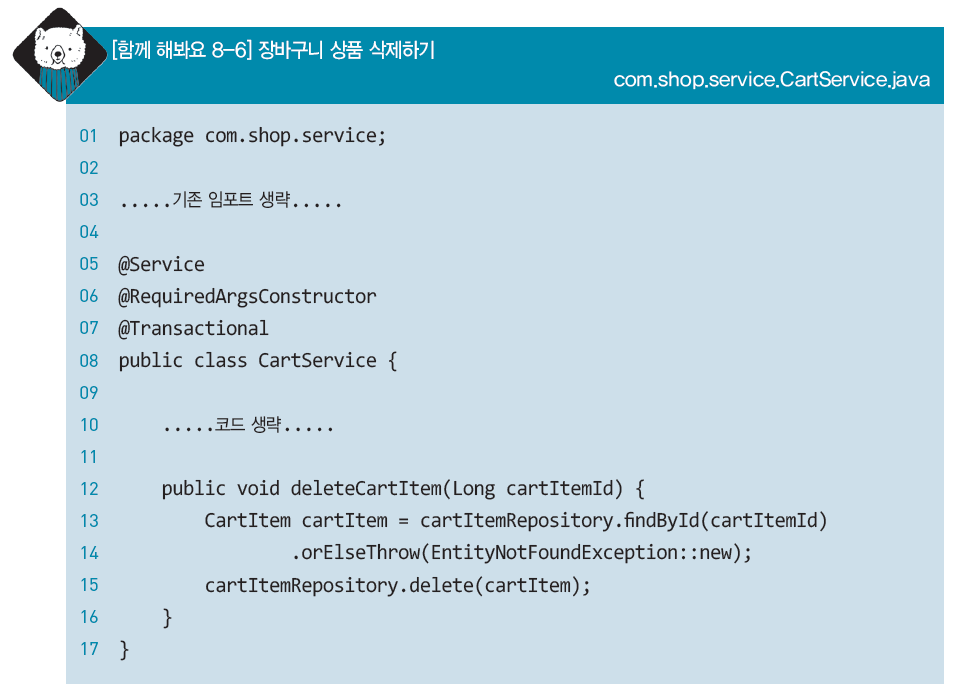 [함께 해봐요 8-6] 장바구니 상품 삭제하기
com.shop.service.CartService.java
01 package com.shop.service;
02
03 .....기존 임포트 생략.....
04
05 @Service
06 @RequiredArgsConstructor
07 @Transactional
08 public class CartService {
09
10     .....코드 생략.....
11
12     public void deleteCartItem(Long cartItemId) {
13         CartItem cartItem = cartItemRepository.findById(cartItemId)
14                 .orElseThrow(EntityNotFoundException::new);
15         cartItemRepository.delete(cartItem);
16     }
17 }